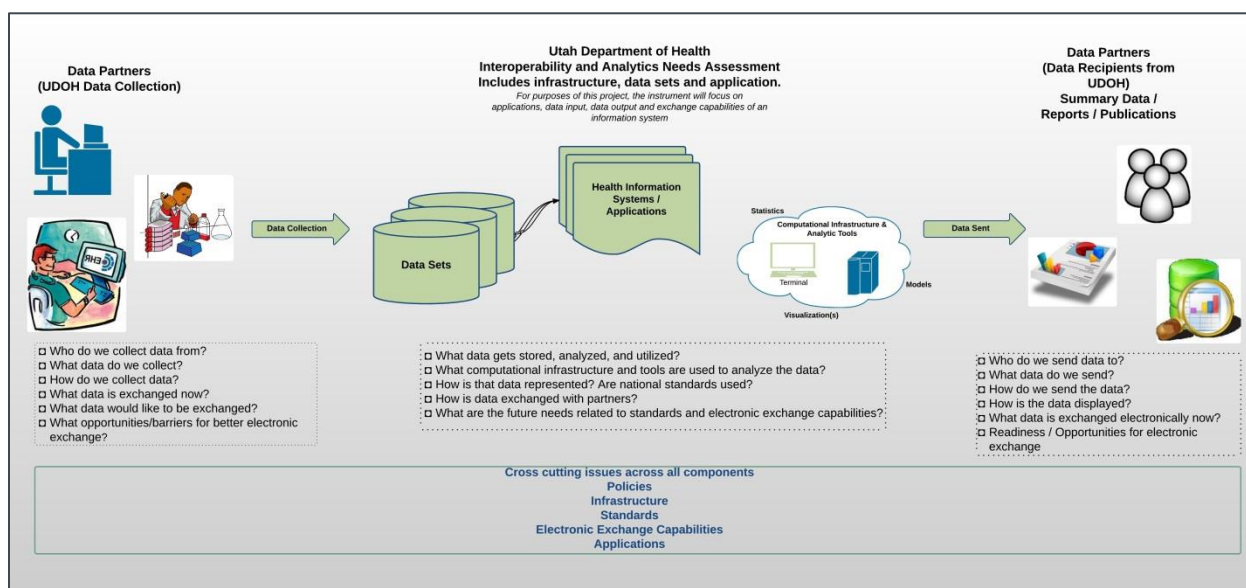 Data Partners
(UDOH Data Collection)
EHR
Data Collection
Utah Department of Health
Interoperability and Analytics Needs Assessment
Includes infrastructure, data sets and application.
For purposes of this project, the instrument will focus on
applications, data input, data output and exchange capabilities of an
information system
Data Sets
Health Information
Systems /
Applications
Statistics
Computational Infrastructure &
Analytic Tools
Terminal
Models
Visualization(s)
Data Sent
Data Partners
(Data Recipients from
UDOH)
Summary Data /
Reports / Publications
Who do we collect data from?
What data do we collect?
How do we collect data?
What data is exchanged now?
What data would like to be exchanged?
What opportunities/barriers for better electronic
exchange?
What data gets stored, analyzed, and utilized?
What computational infrastructure and tools are used to analyze the data?
How is that data represented? Are national standards used?
How is data exchanged with partners?
What are the future needs related to standards and electronic exchange capabilities?
Who do we send data to?
What data do we send?
How do we send the data?
How is the data displayed?
What data is exchanged electronically now?
Readiness / Opportunities for electronic
exchange
Cross cutting issues across all components
Policies
Infrastructure
Standards
Electronic Exchange Capabilities
Applications